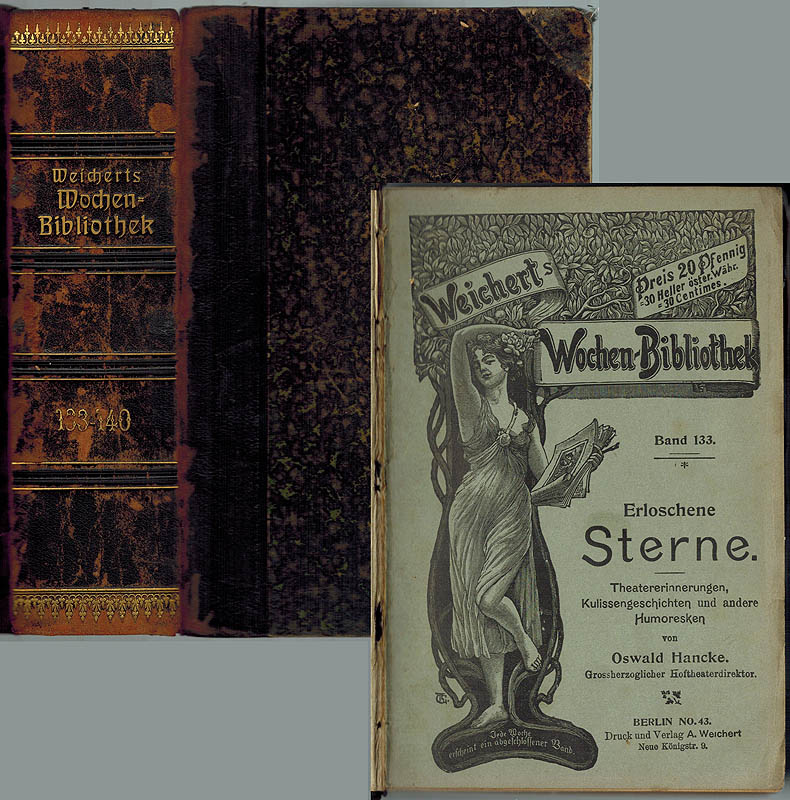 Weicherts
Wochen-
Bibliothek
133-140
Weichert's
Preis 20 Pfennig
=30 Heller öster. Währ.
=30 Centimes.
Wochen-Bibliothek
Band 133.
Erloschene
Sterne.
Theatererinnerungen,
Kulissengeschichten und andere
Humoresken
von
Oswald Hancke.
Grossherzoglicher Hoftheaterdirektor.
BERLIN NO. 43.
Druck und Verlag A. Weichert
Neue Königstr. 9.
Jede Woche
erscheint ein abgeschlossener Band.